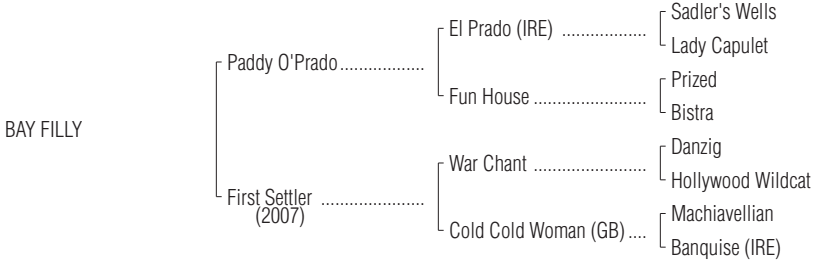 Sadler's Wells
El Prado (IRE) ...................
Lady Capulet
Paddy O'Prado...................
Prized
Fun House .........................
Bistra
BAY FILLY
Danzig
War Chant .........................
Hollywood Wildcat
First Settler .......................
(2007)
Machiavellian
Cold Cold Woman (GB) ....
Banquise (IRE)